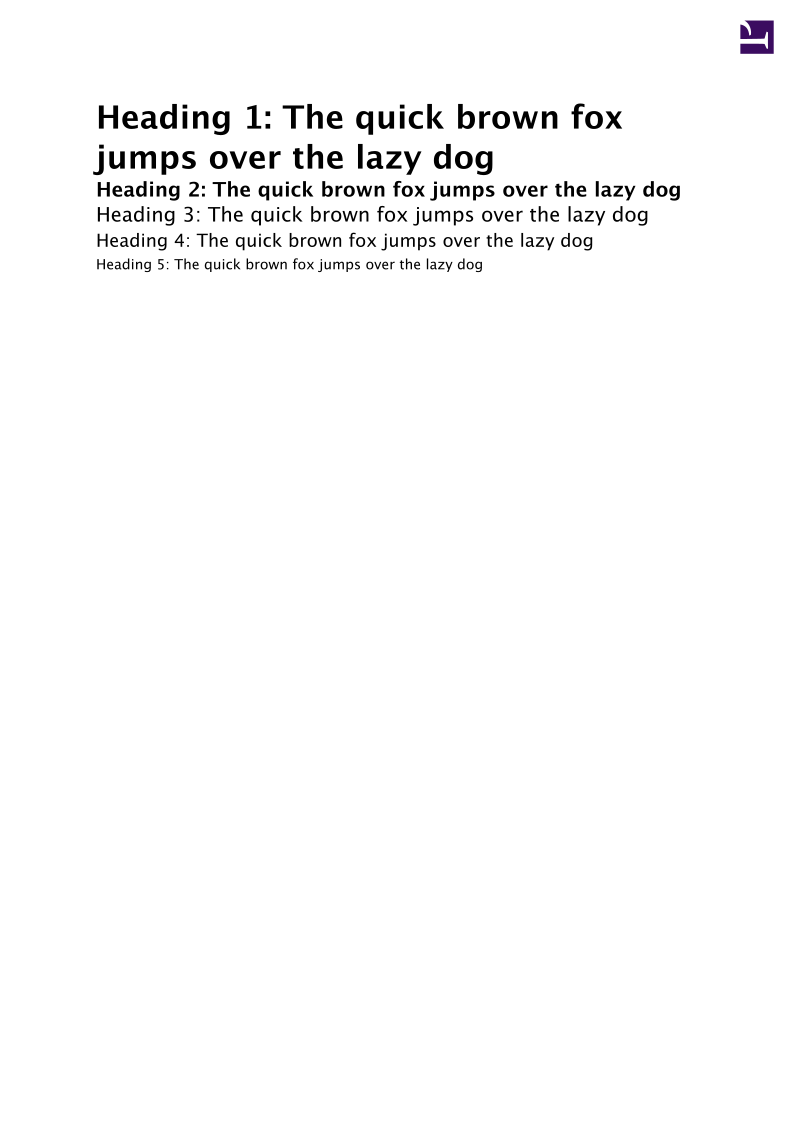 Heading 1: The quick brown fox
jumps over the lazy dog
Heading 2: The quick brown fox jumps over the lazy dog
Heading 3: The quick brown fox jumps over the lazy dog
Heading 4: The quick brown fox jumps over the lazy dog
Heading 5: The quick brown fox jumps over the lazy dog